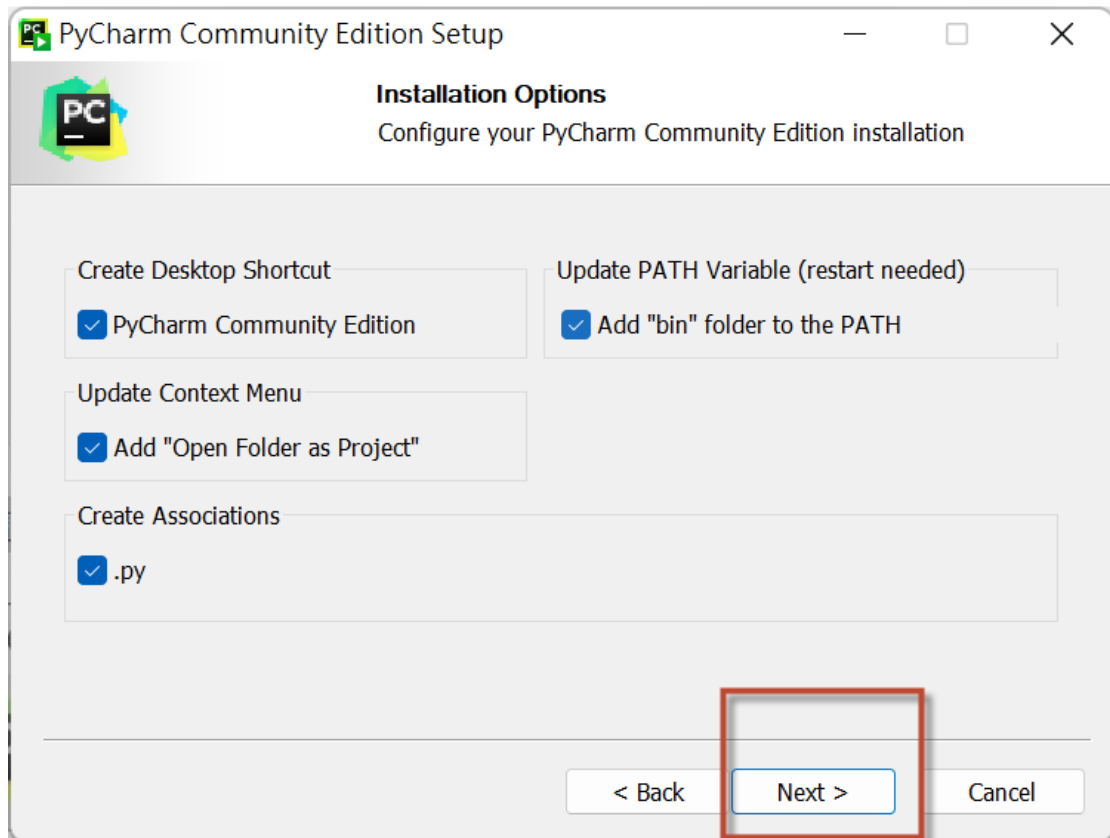 PyCharm Community Edition Setup
PC
Installation Options
Configure your PyCharm Community Edition installation
Create Desktop Shortcut
PyCharm Community Edition
Update PATH Variable (restart needed)
Add "bin" folder to the PATH
Update Context Menu
Add "Open Folder as Project"
Create Associations
.py
< Back
Next >
Cancel